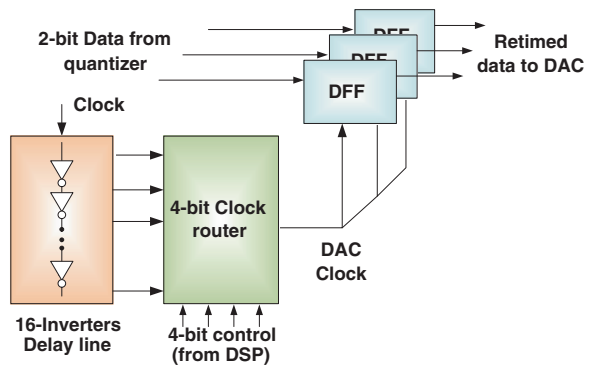 2-bit Data from
quantizer
DFF
DFF
DFF
Retimed
data to DAC
Clock
4-bit Clock
router
DAC
Clock
16-Inverters
Delay line
4-bit control
(from DSP)